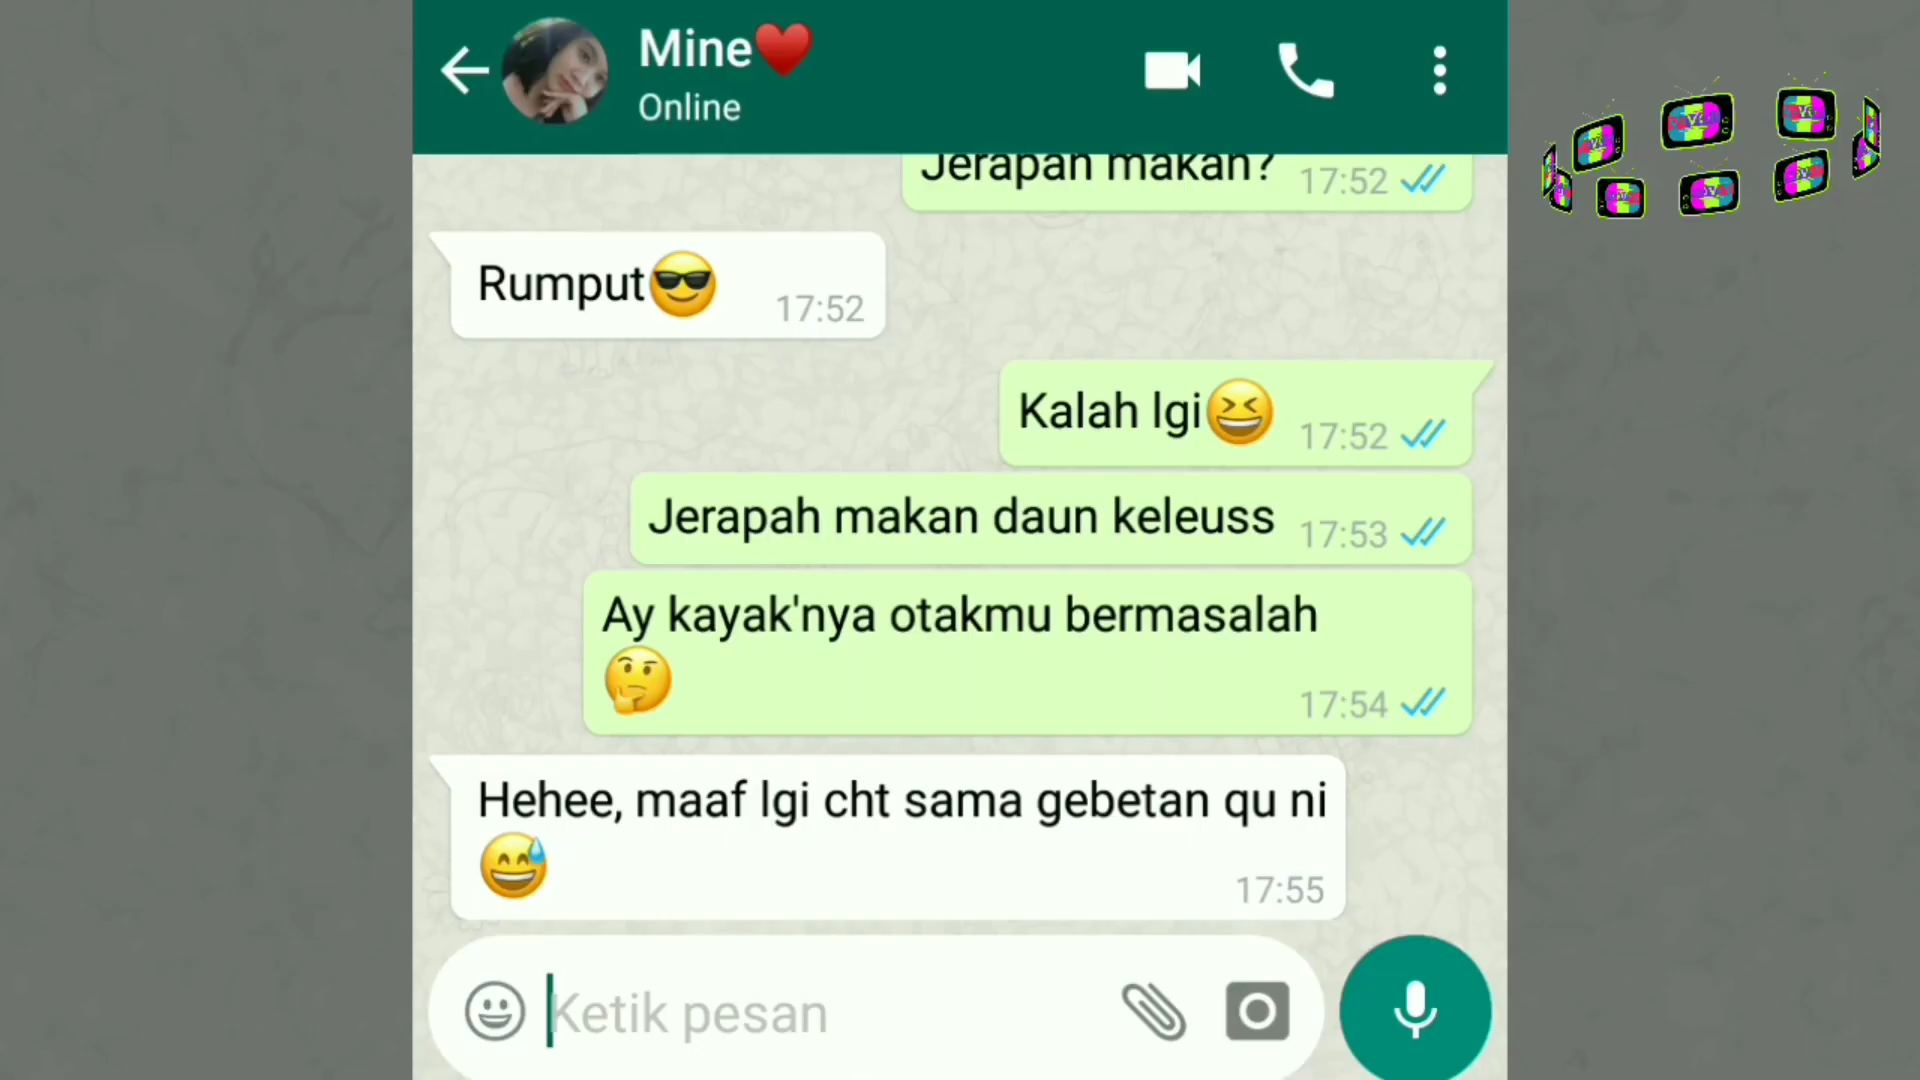 Mine❤️
Online
Jerapah makan? 17:52
Rumput😎 17:52
Kalah lgi😆 17:52
Jerapah makan daun keleuss 17:53
Ay kayak'nya otakmu bermasalah
🤔 17:54
Hehee, maaf lgi cht sama gebetan qu ni
😅 17:55
Ketik pesan